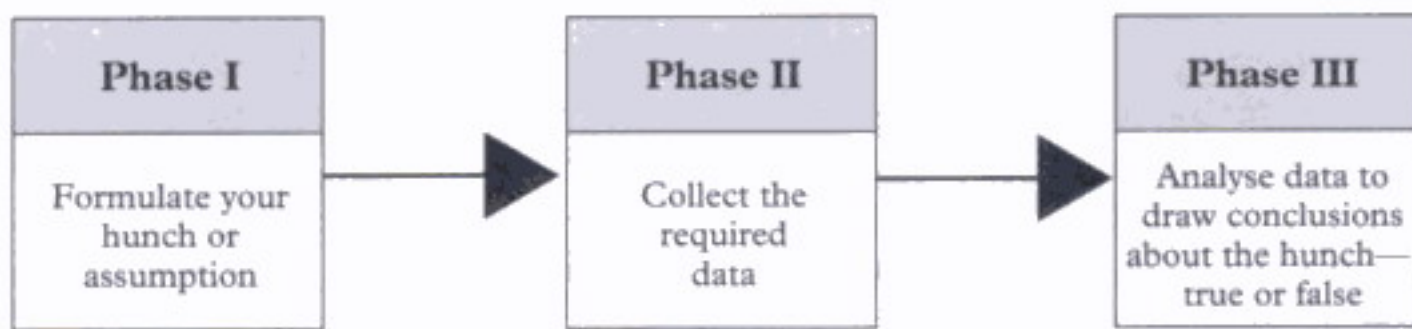 Phase I
Formulate your
hunch or
assumption
Phase II
Collect the
required
data
Phase III
Analyse data to
draw conclusions
about the hunch—
true or false